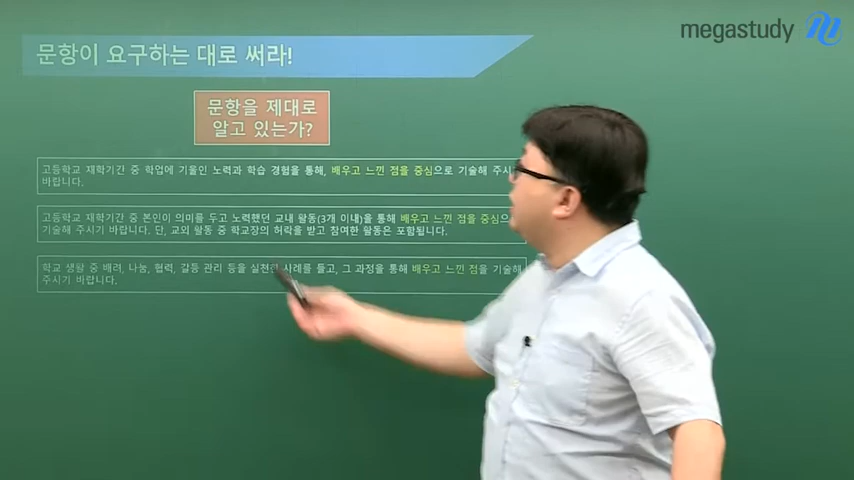 megastudy
문항이 요구하는 대로 써라!
문항을 제대로
알고 있는가?
고등학교 재학기간 중 학업에 기울인 노력과 학습 경험을 통해, 배우고 느낀 점을 중심으로 기술해 주시
바랍니다.
고등학교 재학기간 중 본인이 의미를 두고 노력했던 교내 활동(3개 이내)을 통해 배우고 느낀 점을 중심으
기술해 주시기 바랍니다. 단, 교외 활동 중 학교장의 허락을 받고 참여한 활동은 포함됩니다.
학교 생활 중 배려, 나눔, 협력, 갈등 관리 등을 실천한 사례를 들고, 그 과정을 통해 배우고 느낀 점을 기술해
주시기 바랍니다.